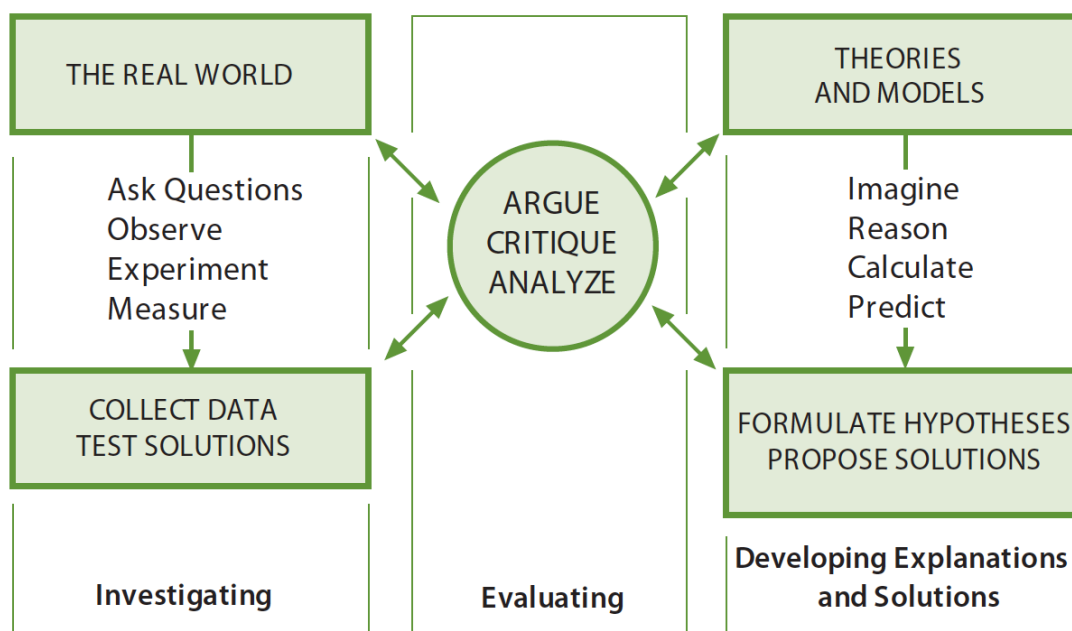 THE REAL WORLD
Ask Questions
Observe
Experiment
Measure
COLLECT DATA
TEST SOLUTIONS
Investigating
ARGUE
CRITIQUE
ANALYZE
Evaluating
THEORIES
AND MODELS
Imagine
Reason
Calculate
Predict
FORMULATE HYPOTHESES
PROPOSE SOLUTIONS
Developing Explanations
and Solutions